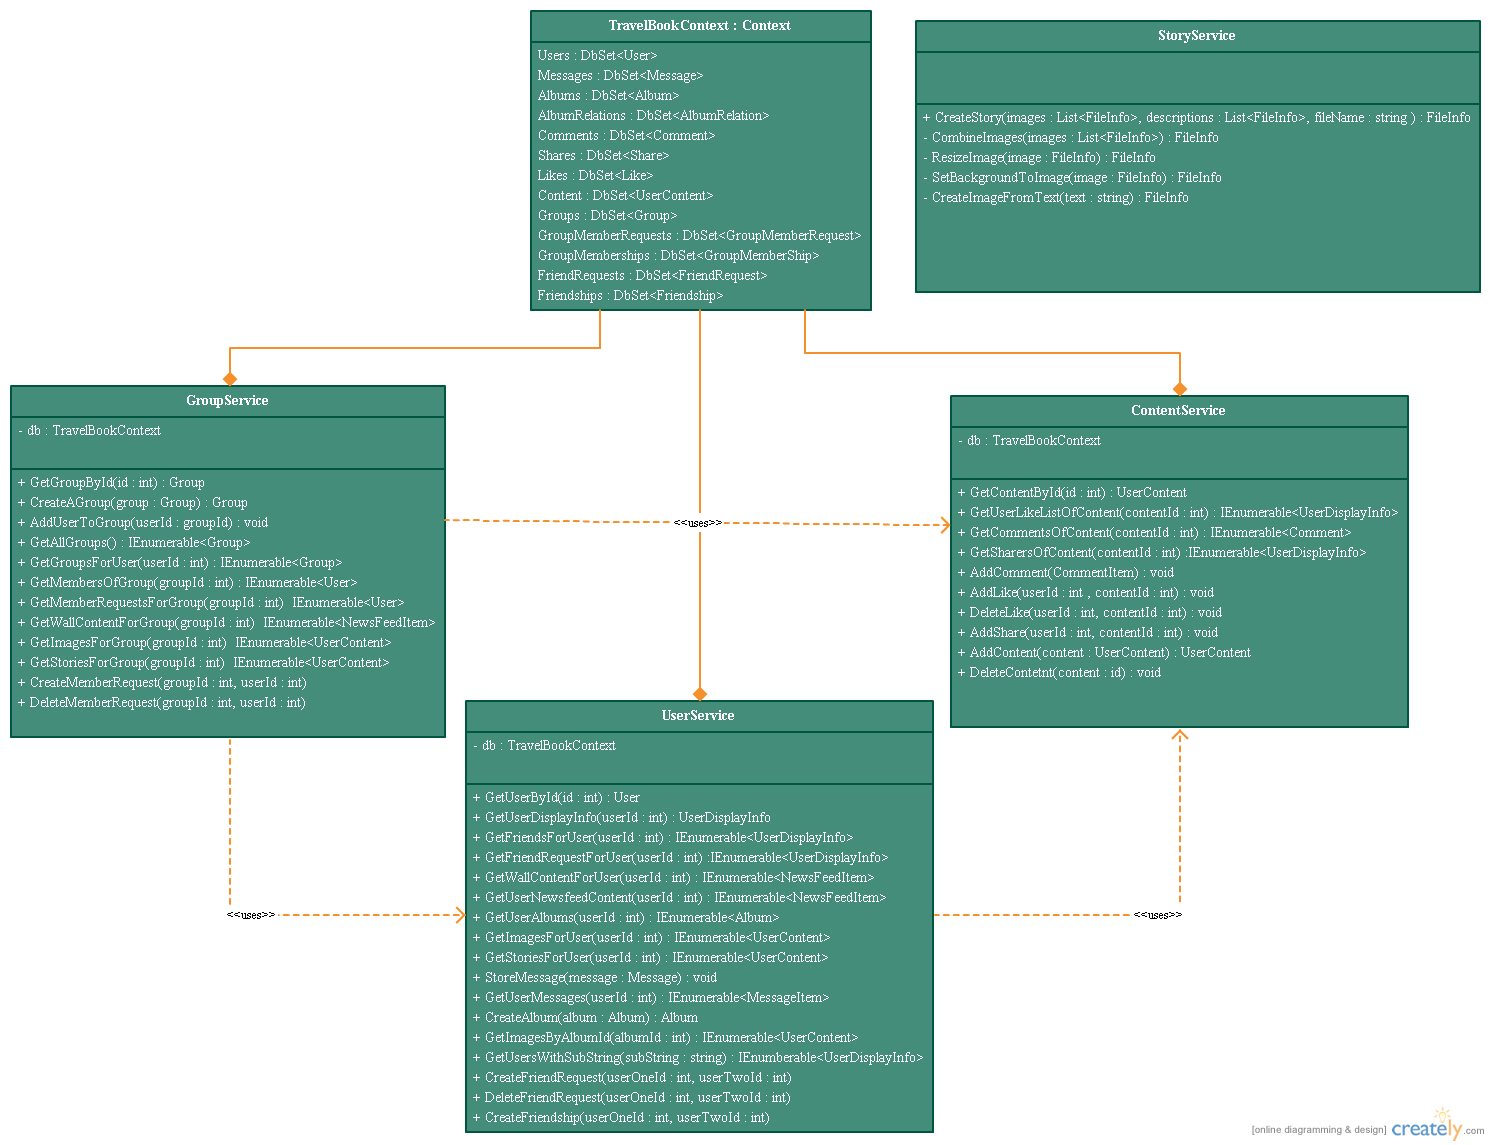 TravelBookContext : Context
Users : DbSet<User>
Messages : DbSet<Message>
Albums : DbSet<Album>
AlbumRelations : DbSet<AlbumRelation>
Comments : DbSet<Comment>
Shares : DbSet<Share>
Likes : DbSet<Like>
Content : DbSet<UserContent>
Groups : DbSet<Group>
GroupMemberRequests : DbSet<GroupMemberRequest>
GroupMemberships : DbSet<GroupMemberShip>
FriendRequests : DbSet<FriendRequest>
Friendships : DbSet<Friendship>
StoryService
+ CreateStory(images : List<FileInfo>, descriptions : List<FileInfo>, fileName : string ) : FileInfo
- CombineImages(images : List<FileInfo>) : FileInfo
- ResizeImage(image : FileInfo) : FileInfo
- SetBackgroundToImage(image : FileInfo) : FileInfo
- CreateImageFromText(text : string) : FileInfo
GroupService
- db : TravelBookContext
+ GetGroupById(id : int) : Group
+ CreateAGroup(group : Group) : Group
+ AddUserToGroup(userId : groupId) : void
+ GetAllGroups() : IEnumerable<Group>
+ GetGroupsForUser(userId : int) : IEnumerable<Group>
+ GetMembersOfGroup(groupId : int) : IEnumerable<User>
+ GetMemberRequestsForGroup(groupId : int)  IEnumerable<User>
+ GetWallContentForGroup(groupId : int)  IEnumerable<NewsFeedItem>
+ GetImagesForGroup(groupId : int)  IEnumerable<UserContent>
+ GetStoriesForGroup(groupId : int)  IEnumerable<UserContent>
+ CreateMemberRequest(groupId : int, userId : int)
+ DeleteMemberRequest(groupId : int, userId : int)
<<uses>>
ContentService
- db : TravelBookContext
+ GetContentById(id : int) : UserContent
+ GetUserLikeListOfContent(contentId : int) : IEnumerable<UserDisplayInfo>
+ GetCommentsOfContent(contentId : int) : IEnumerable<Comment>
+ GetSharersOfContent(contentId : int) :IEnumerable<UserDisplayInfo>
+ AddComment(CommentItem) : void
+ AddLike(userId : int , contentId : int) : void
+ DeleteLike(userId : int, contentId : int) : void
+ AddShare(userId : int, contentId : int) : void
+ AddContent(content : UserContent) : UserContent
+ DeleteContetnt(content : id) : void
<<uses>>
UserService
- db : TravelBookContext
+ GetUserById(id : int) : User
+ GetUserDisplayInfo(userId : int) : UserDisplayInfo
+ GetFriendsForUser(userId : int) : IEnumerable<UserDisplayInfo>
+ GetFriendRequestForUser(userId : int) :IEnumerable<UserDisplayInfo>
+ GetWallContentForUser(userId : int) : IEnumerable<NewsFeedItem>
+ GetUserNewsfeedContent(userId : int) : IEnumerable<NewsFeedItem>
+ GetUserAlbums(userId : int) : IEnumerable<Album>
+ GetImagesForUser(userId : int) : IEnumerable<UserContent>
+ GetStoriesForUser(userId : int) : IEnumerable<UserContent>
+ StoreMessage(message : Message) : void
+ GetUserMessages(userId : int) : IEnumerable<MessageItem>
+ CreateAlbum(album : Album) : Album
+ GetImagesByAlbumId(albumId : int) : IEnumerable<UserContent>
+ GetUsersWithSubString(subString : string) : IEnumberable<UserDisplayInfo>
+ CreateFriendRequest(userOneId : int, userTwoId : int)
+ DeleteFriendRequest(userOneId : int, userTwoId : int)
+ CreateFriendship(userOneId : int, userTwoId : int)
<<uses>>
[online diagramming & design] creately.com